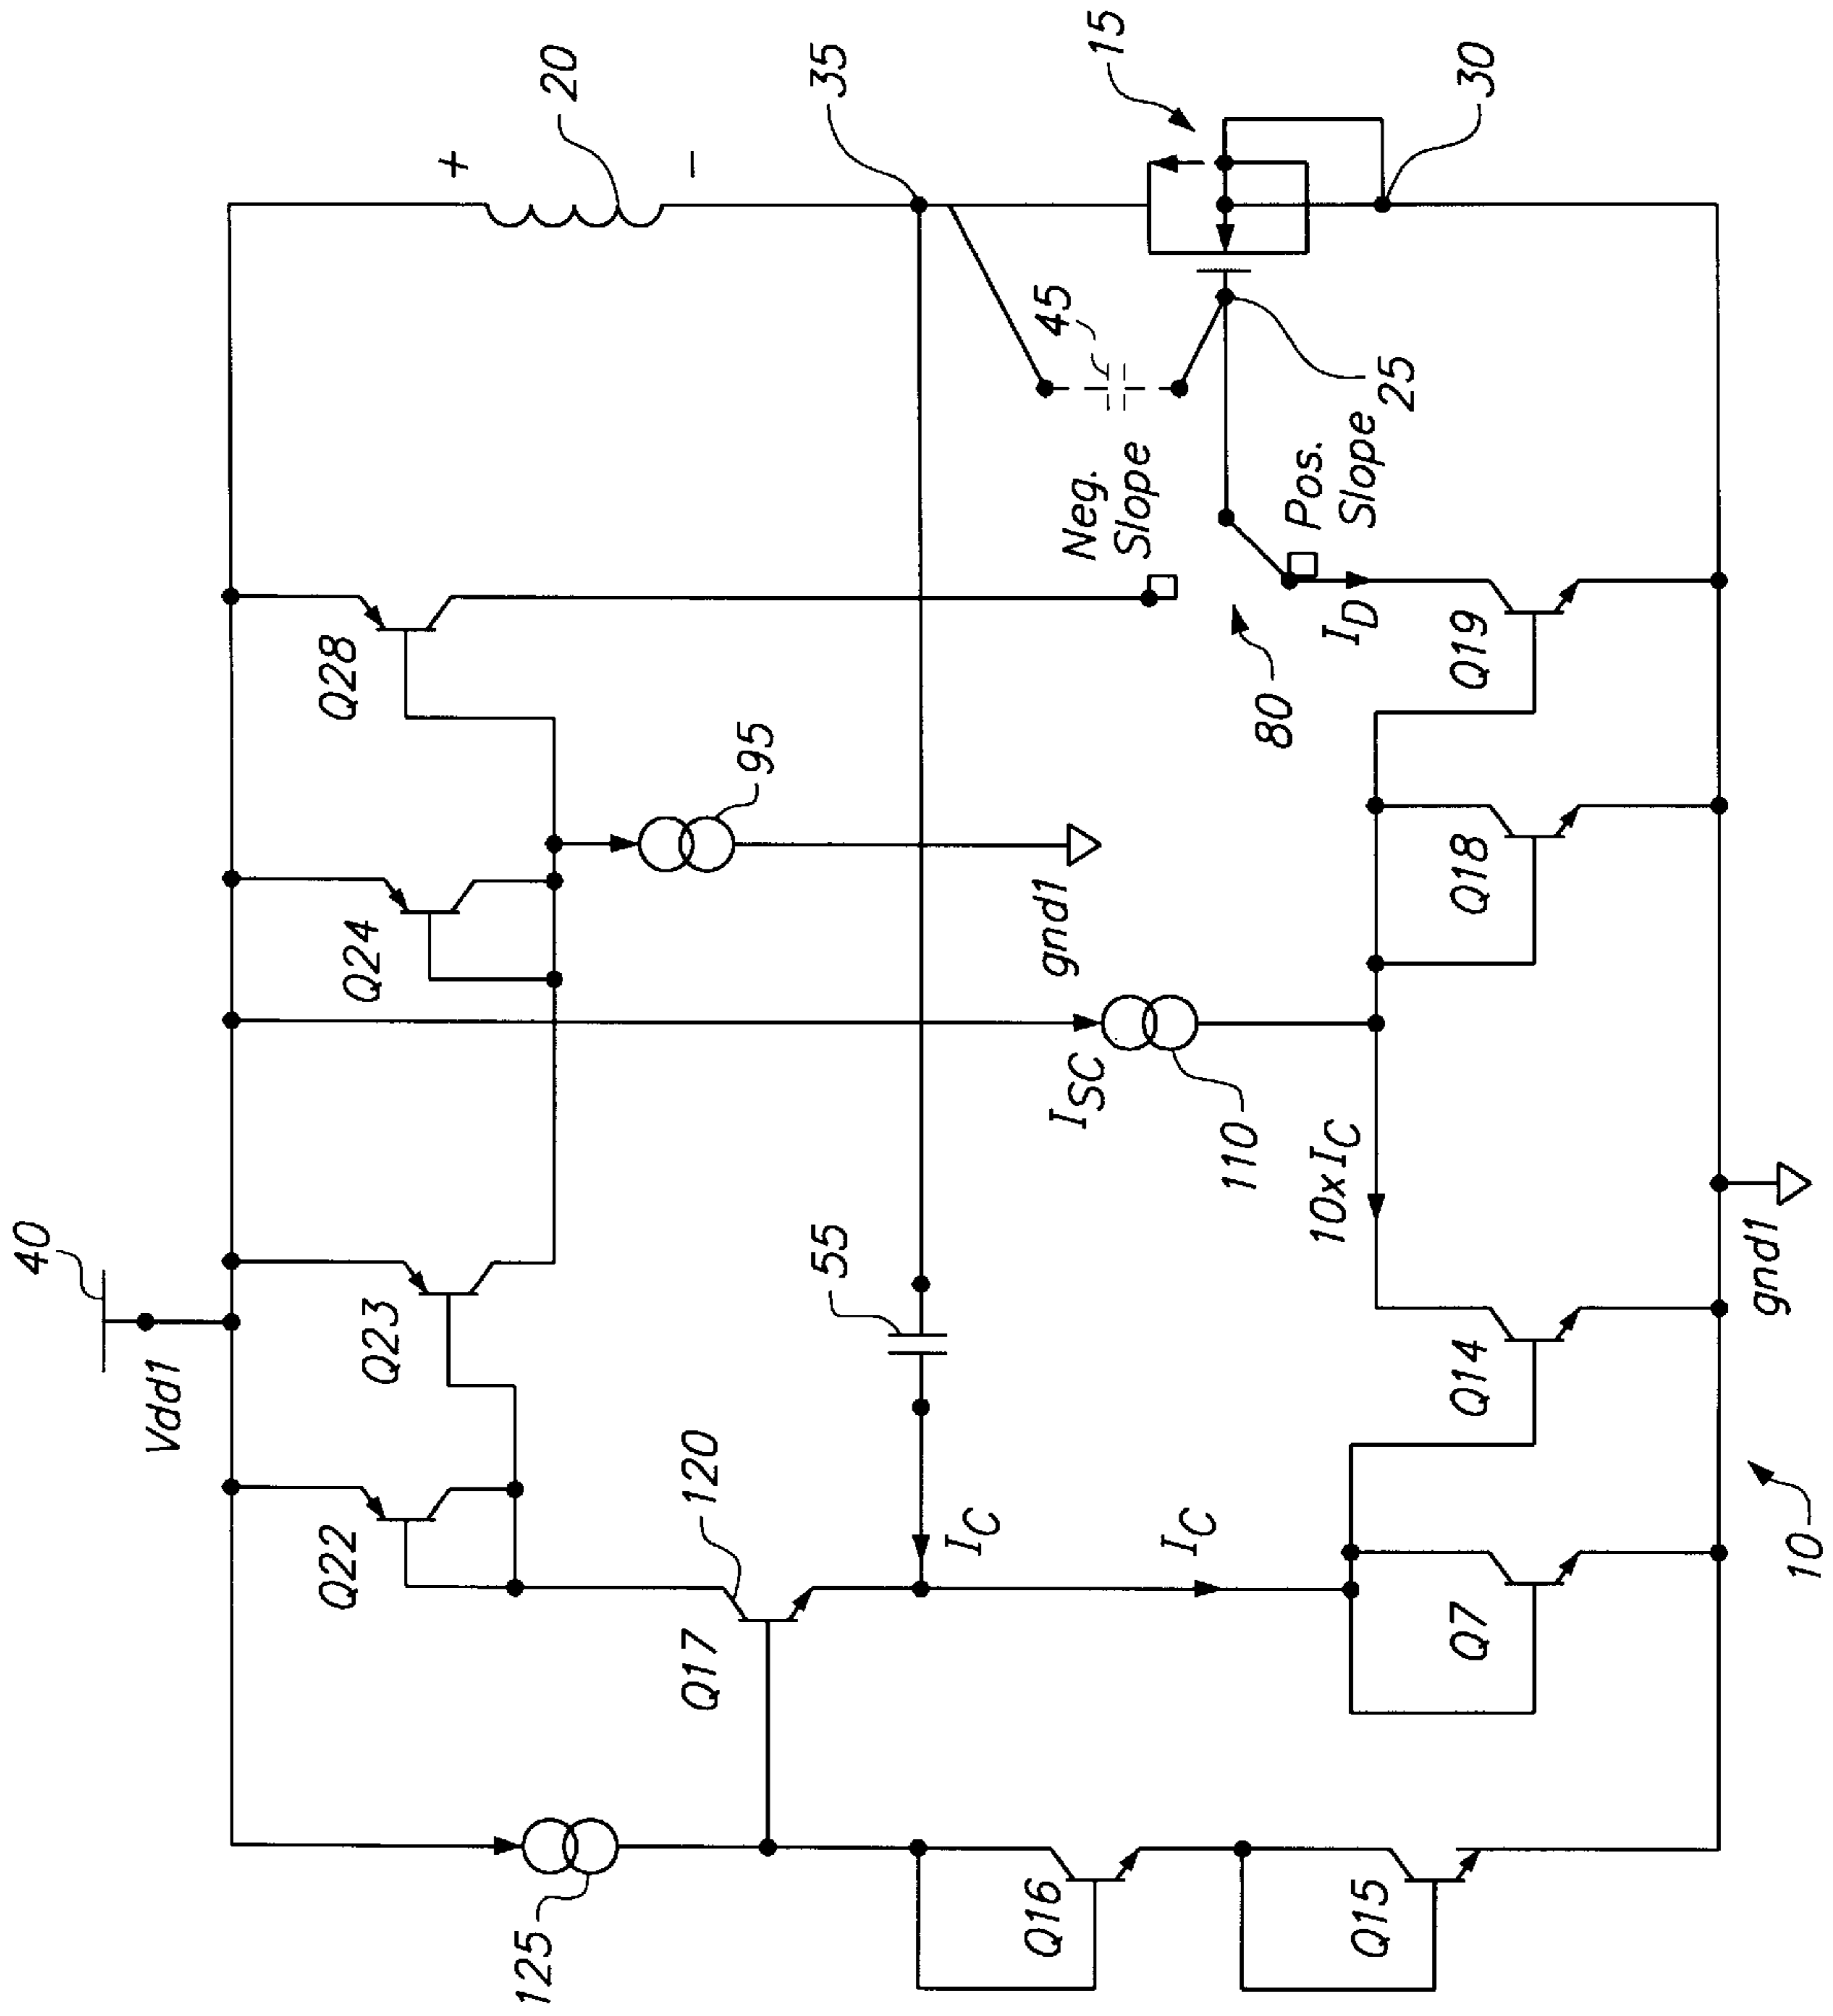 40
Vdd1
+
20
-
Q22
Q23
Q24
Q28
35
125
Q17
120
55
95
Neg.
Slope
45
15
I_C
I_SC
gnd1
80
25
I_C
10xI_C
110
I_D
Pos.
Slope
30
Q16
Q15
Q7
Q14
Q18
Q19
10
gnd1